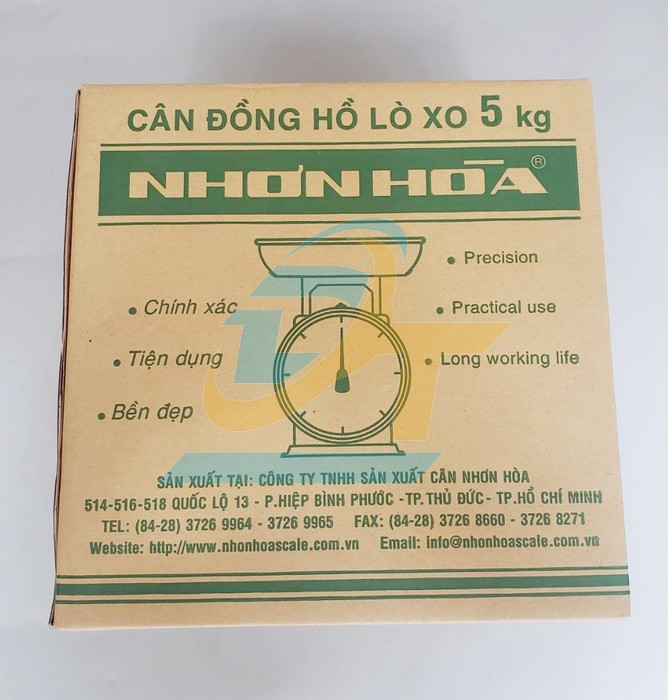 CÂN ĐỒNG HỒ LÒ XO 5 kg
NHƠN HÒA ®
• Precision
• Chính xác
• Practical use
• Tiện dụng
• Long working life
• Bền đẹp
SẢN XUẤT TẠI: CÔNG TY TNHH SẢN XUẤT CÂN NHƠN HÒA
514-516-518 QUỐC LỘ 13 - P.HIỆP BÌNH PHƯỚC -TP.THỦ ĐỨC- TP.HỒ CHÍ MINH
TEL: (84-28) 3726 9964 - 3726 9965 FAX: (84-28) 3726 8660 - 3726 8271
Website: http://www.nhonhoascale.com.vn Email: info@nhonhoascale.com.vn